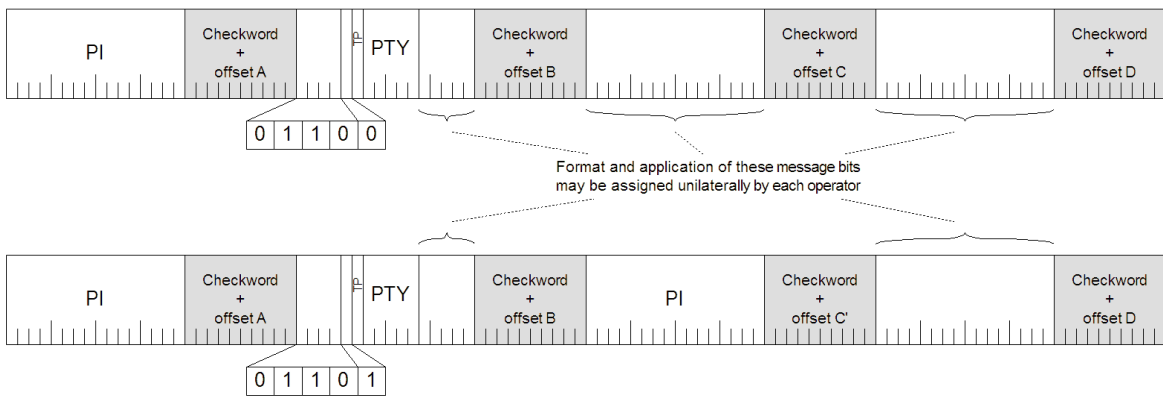 PI
Checkword
+
offset A
TP
PTY
Checkword
+
offset B
Checkword
+
offset C
Checkword
+
offset D
0 1 1 0 0
Format and application of these message bits
may be assigned unilaterally by each operator
PI
Checkword
+
offset A
TP
PTY
Checkword
+
offset B
PI
Checkword
+
offset C'
Checkword
+
offset D
0 1 1 0 1